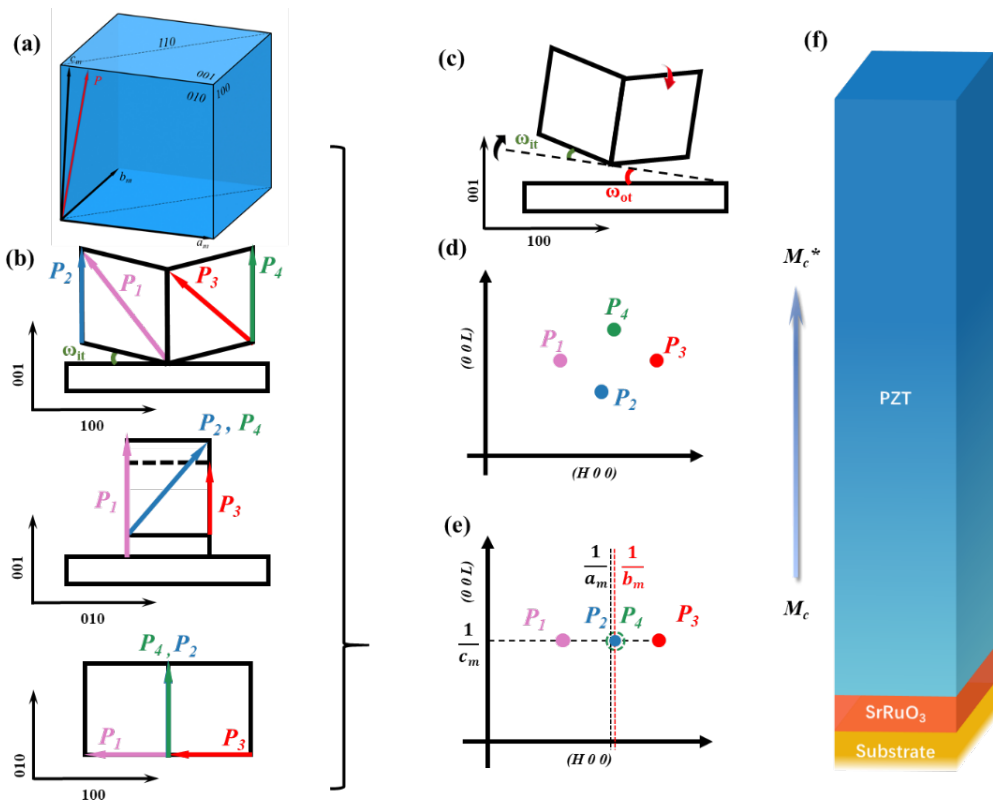 (a)
110
c_m
P
001
010
100
b_m
a_m
(b)
P_2
P_1
P_3
P_4
ω_it
001
100
P_2 , P_4
P_1
P_3
001
010
P_4 , P_2
P_1
P_3
010
100
(c)
ω_it
ω_ot
001
100
(d)
(0 0 L)
P_4
P_1
P_3
P_2
(H 0 0)
(e)
(0 0 L)
1/a_m
1/b_m
P_1
P_2
P_4
P_3
1/c_m
(H 0 0)
(f)
M_c*
M_c
PZT
SrRuO_3
Substrate